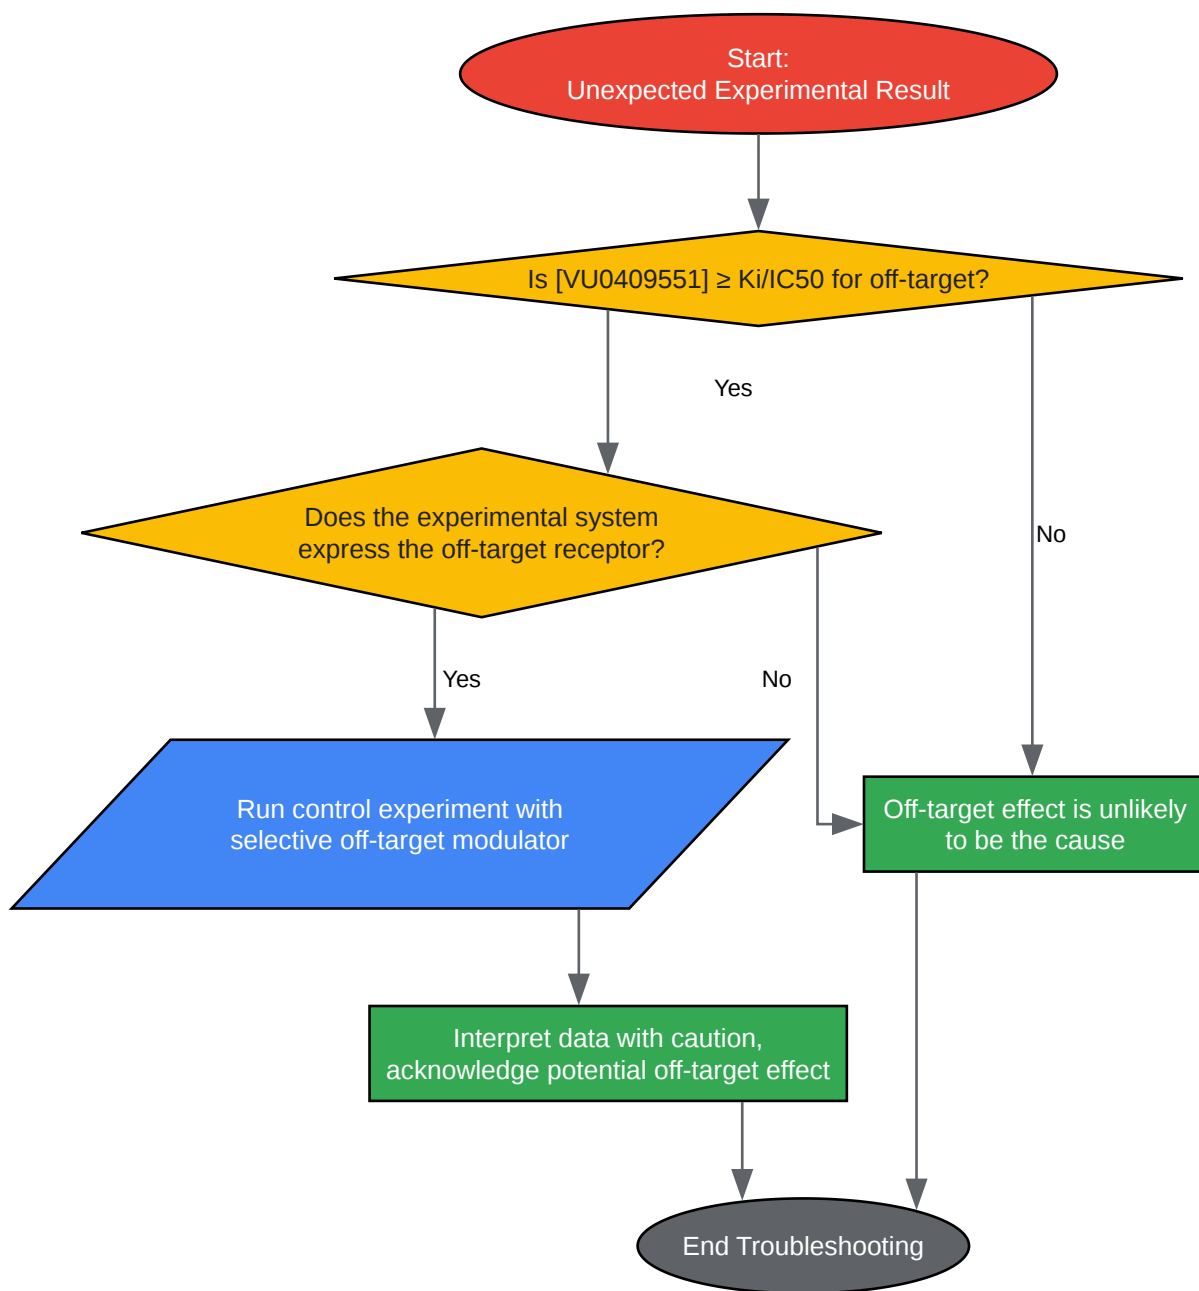 Start:
Unexpected Experimental Result
Is [VU0409551] ≥ Ki/IC50 for off-target?
Yes
Does the experimental system
express the off-target receptor?
No
Yes
No
Run control experiment with
selective off-target modulator
Off-target effect is unlikely
to be the cause
Interpret data with caution,
acknowledge potential off-target effect
End Troubleshooting